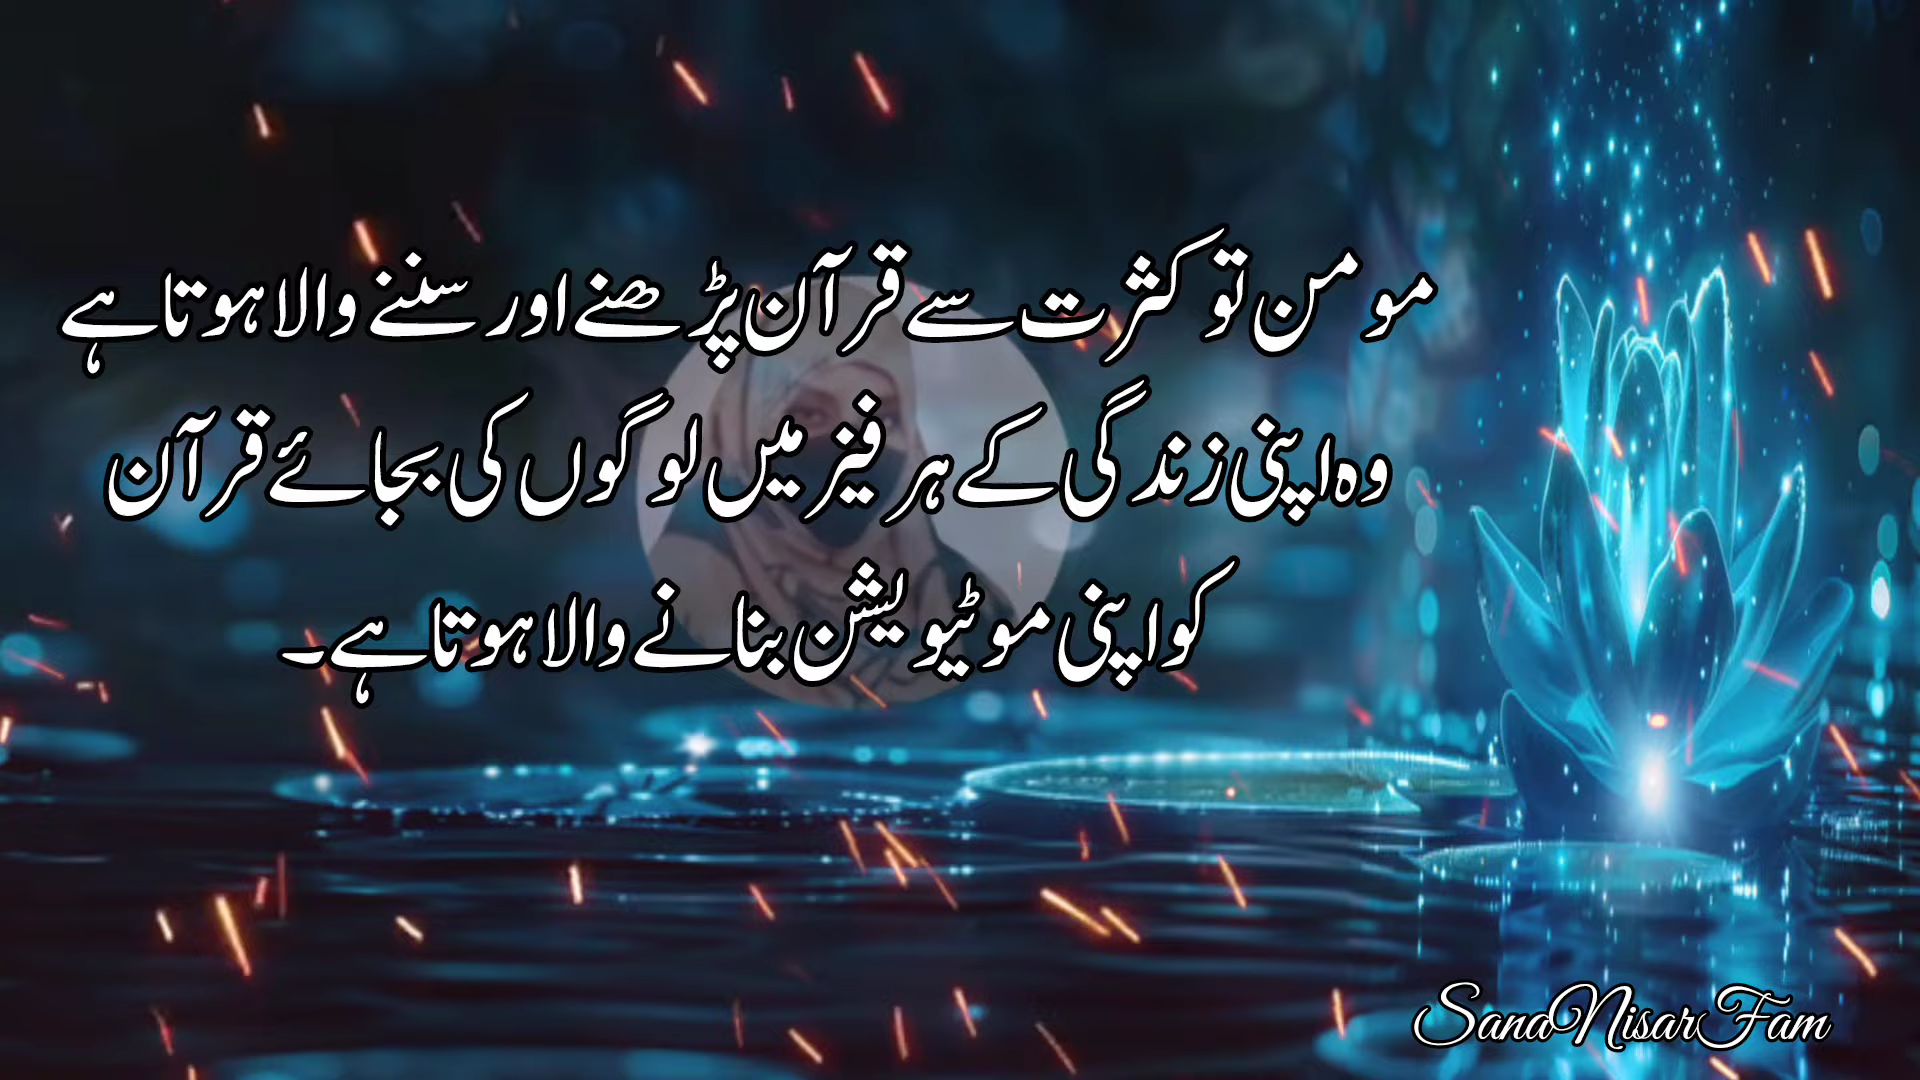 مومن تو کثرت سے قرآن پڑھنے اور سننے والا ہوتا ہے
وہ اپنی زندگی کے ہر فیز میں لوگوں کی بجائے قرآن
کو اپنی موٹیویشن بنانے والا ہوتا ہے۔
SanaNisarFam